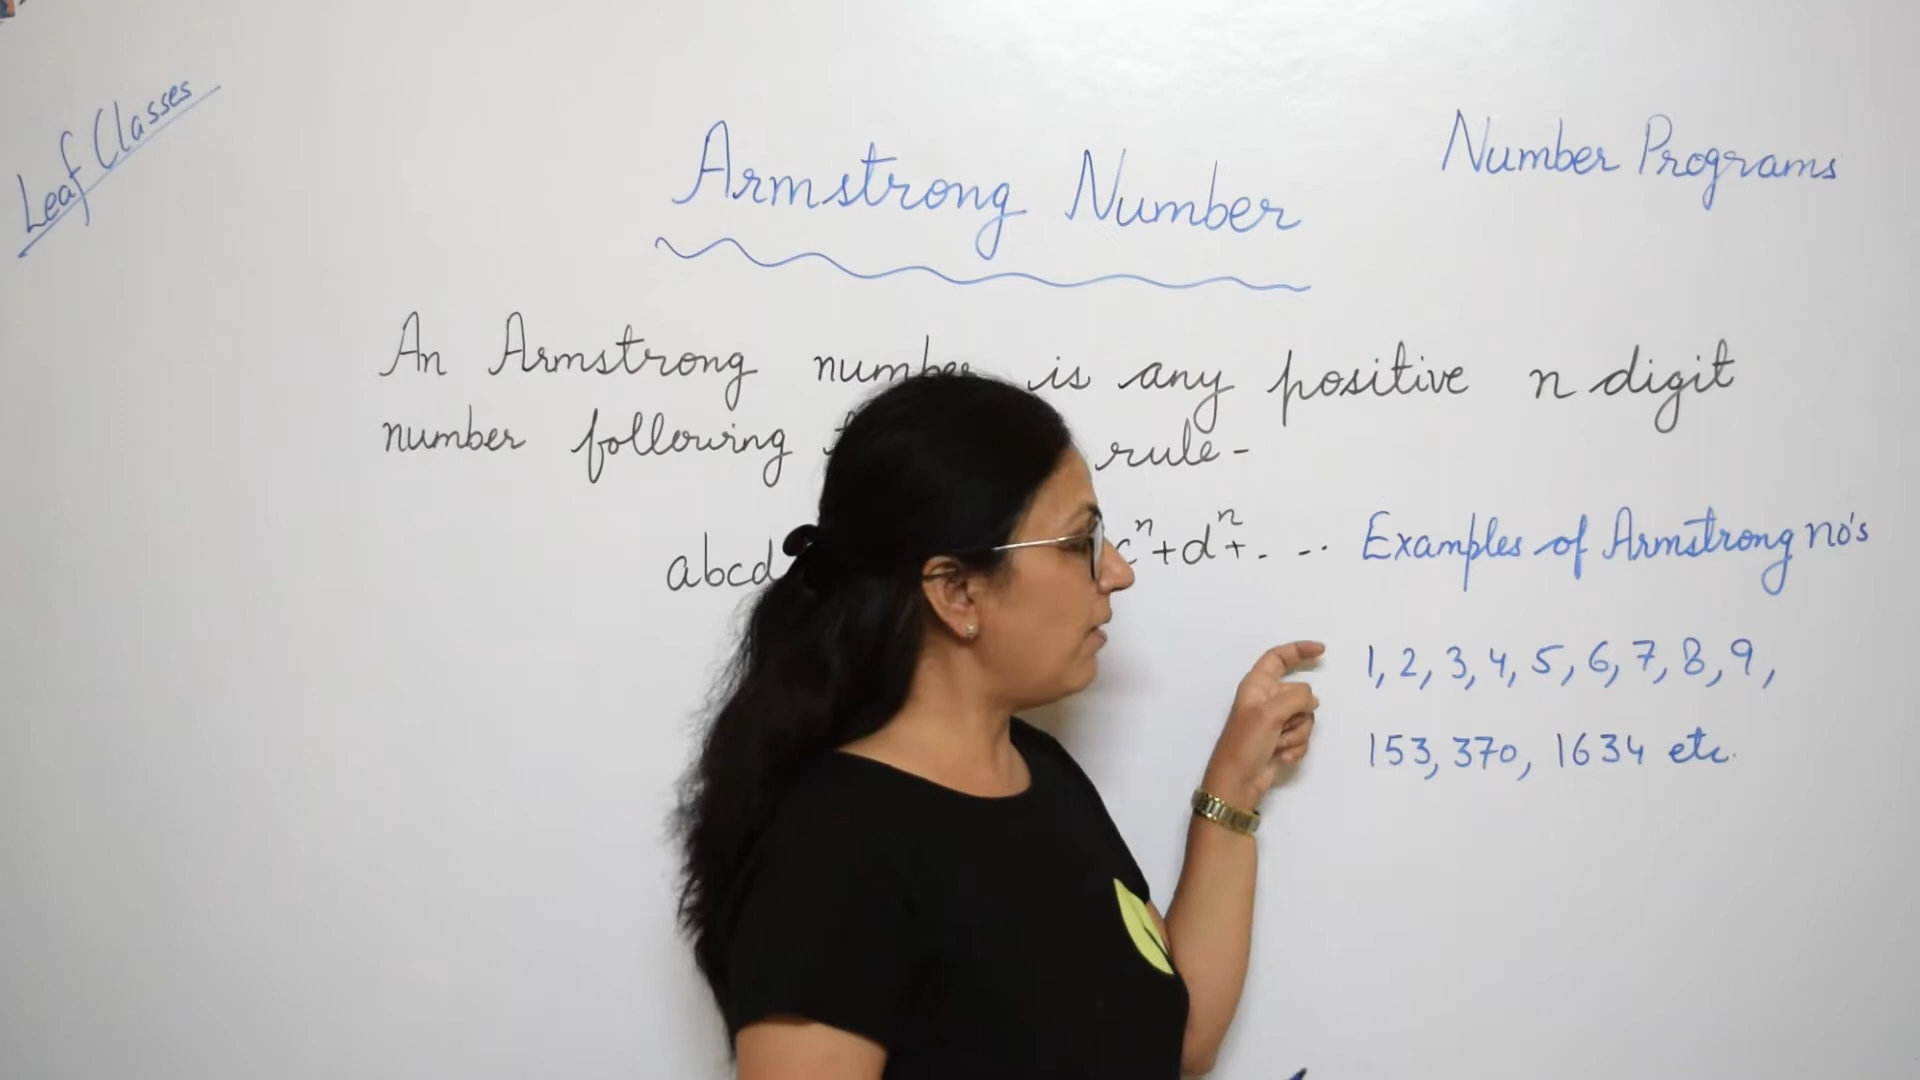 Leaf Classes
Armstrong Number
Number Programs
An Armstrong number is any positive n digit
number following rule-
abcd c^n+d^n+- -..
Examples of Armstrong no's
1, 2, 3, 4, 5, 6, 7, 8, 9,
153, 370, 1634 etc.